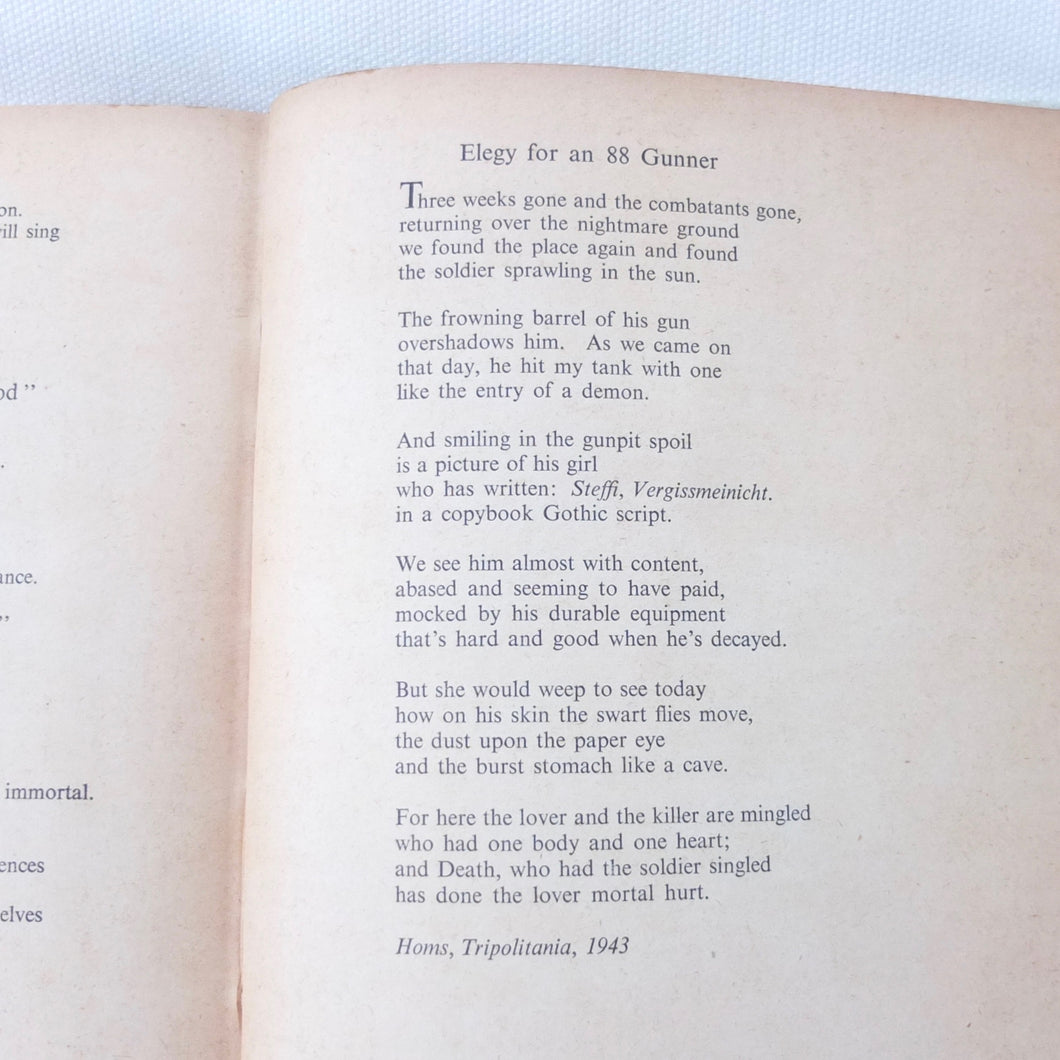 on.
ill sing
od”
.
ance.
”
immortal.
ences
elves
Elegy for an 88 Gunner
Three weeks gone and the combatants gone,
returning over the nightmare ground
we found the place again and found
the soldier sprawling in the sun.
The frowning barrel of his gun
overshadows him. As we came on
that day, he hit my tank with one
like the entry of a demon.
And smiling in the gunpit spoil
is a picture of his girl
who has written: Steffi, Vergissmeinicht.
in a copybook Gothic script.
We see him almost with content,
abased and seeming to have paid,
mocked by his durable equipment
that’s hard and good when he’s decayed.
But she would weep to see today
how on his skin the swart flies move,
the dust upon the paper eye
and the burst stomach like a cave.
For here the lover and the killer are mingled
who had one body and one heart;
and Death, who had the soldier singled
has done the lover mortal hurt.
Homs, Tripolitania, 1943